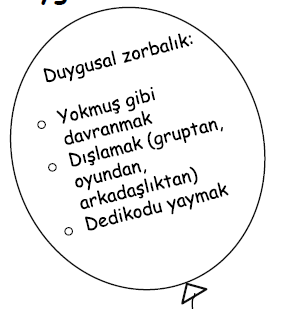 Duygusal zorbalık:
○ Yokmuş gibi
davranmak
○ Dışlamak (gruptan,
oyundan,
arkadaşlıktan)
○ Dedikodu yaymak